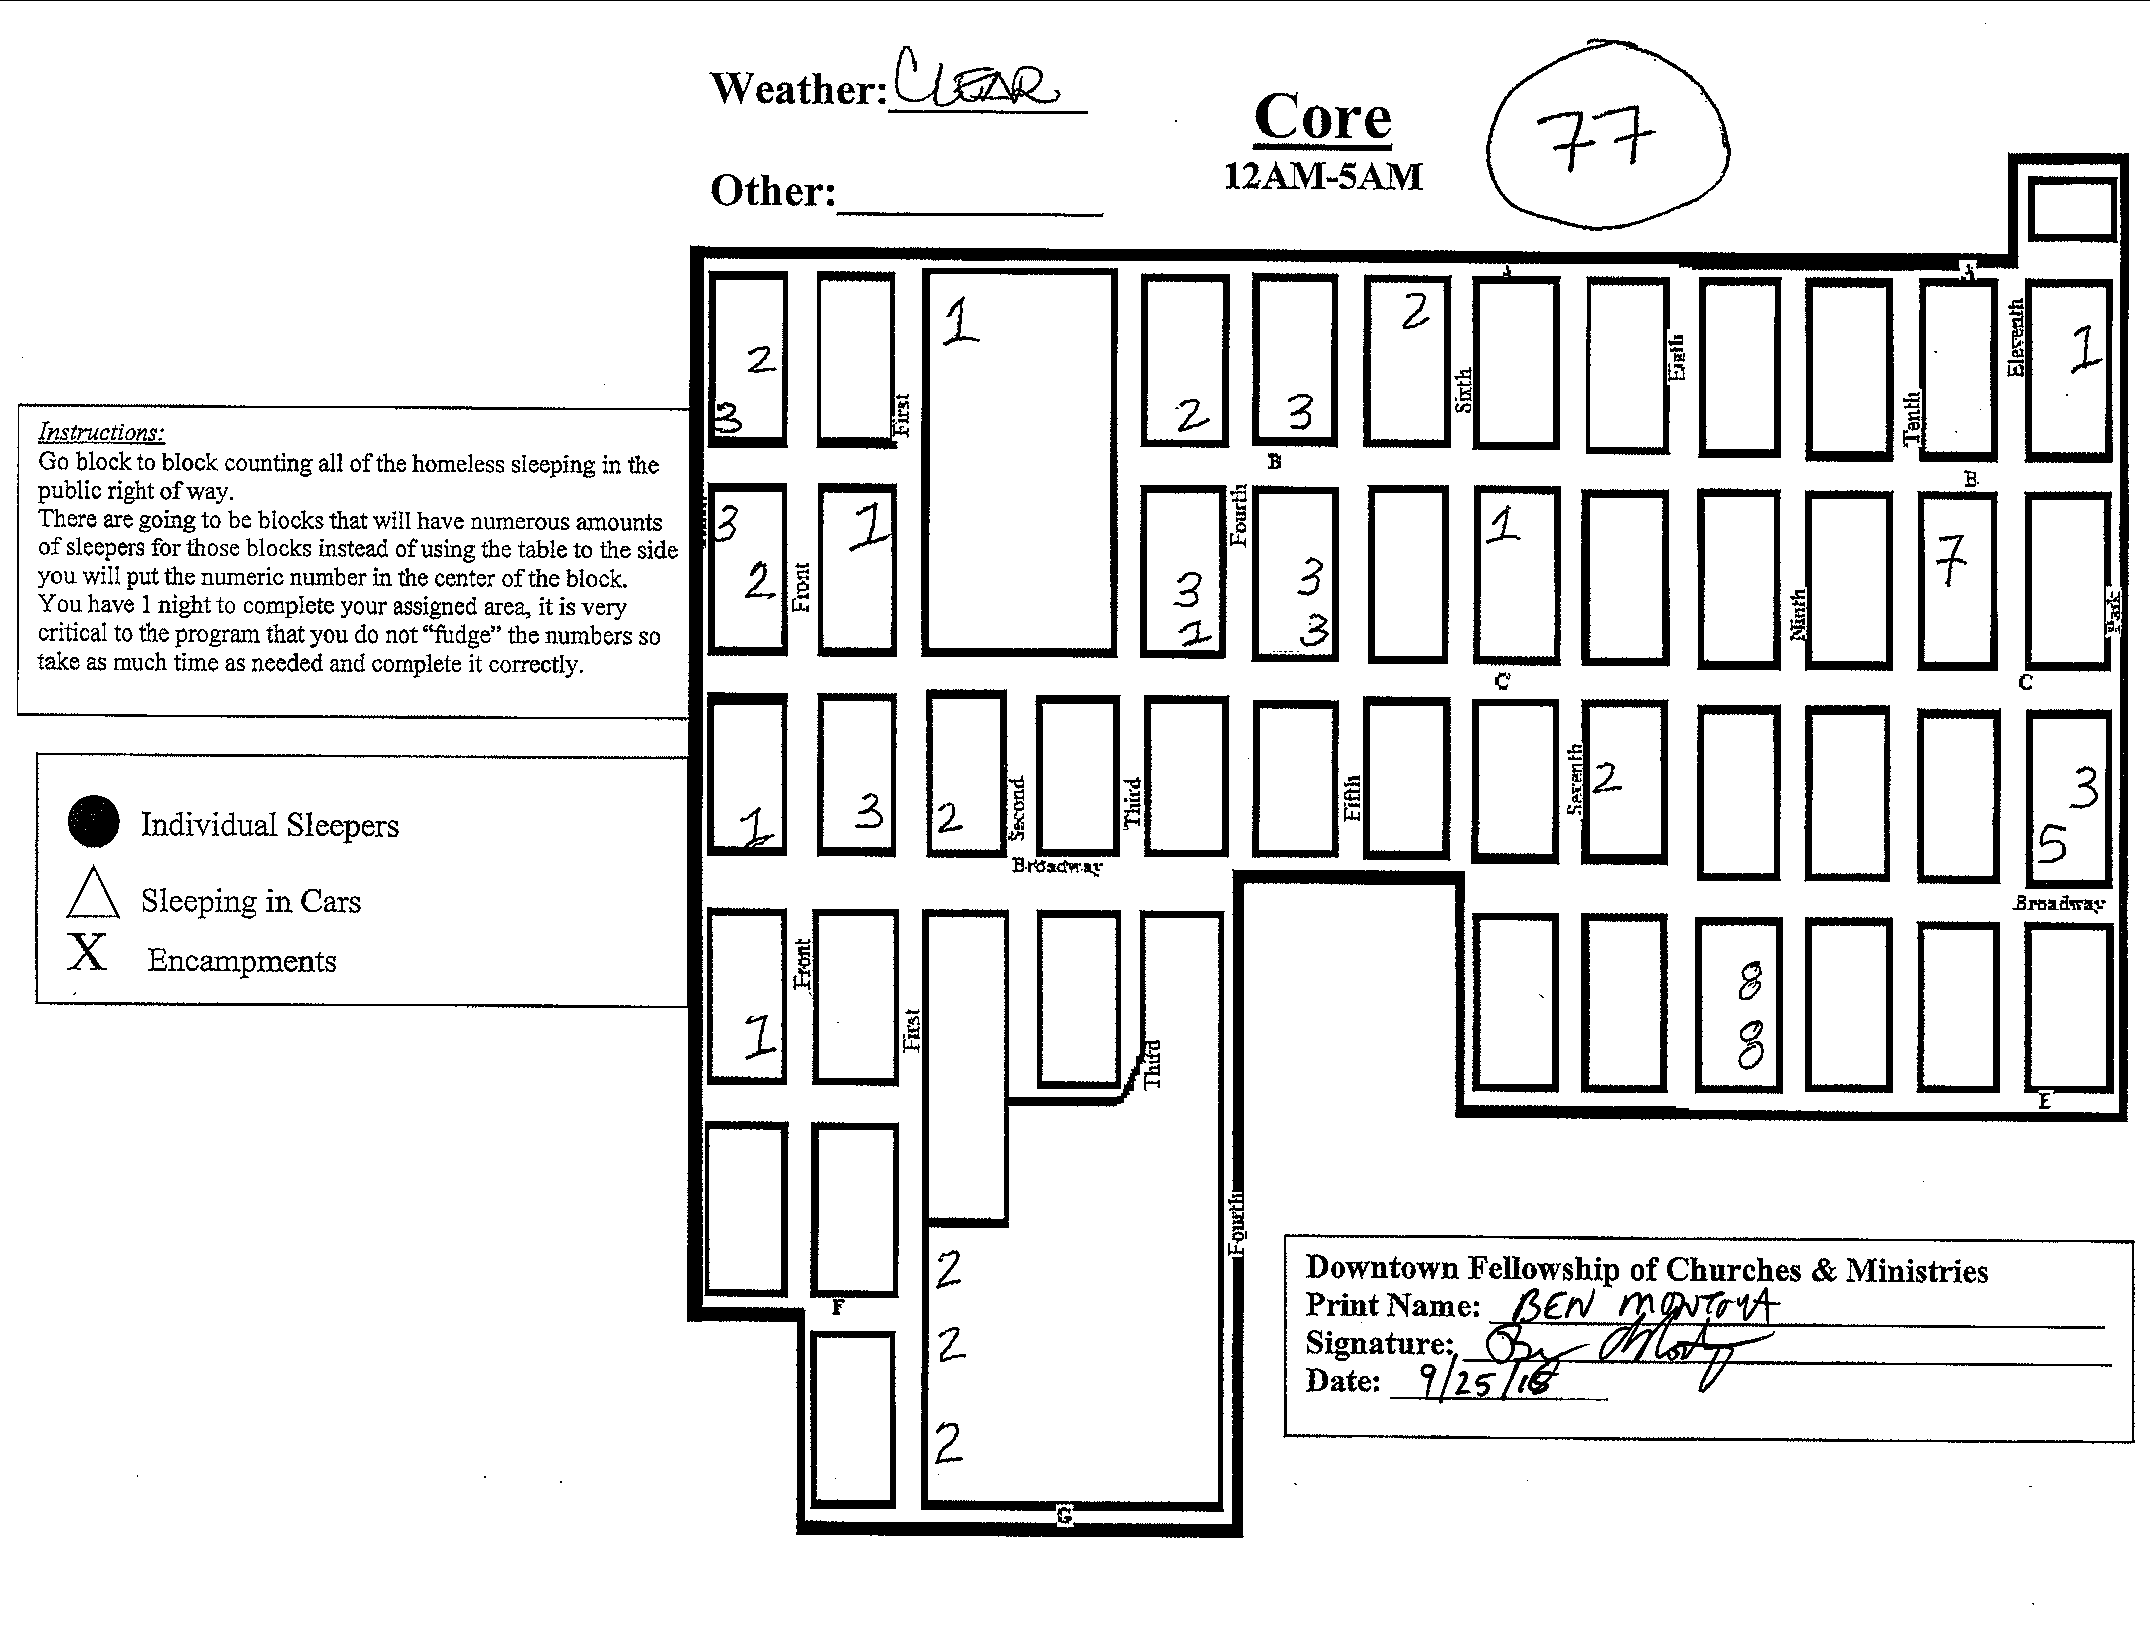 Weather: CLEAR
Core
77
12AM-5AM
Other:
A
A
2
3
First
1
2
3
2
Sixth
Eigth
Tenth
Eleventh
1
B
B
Instructions:
Go block to block counting all of the homeless sleeping in the
public right of way.
There are going to be blocks that will have numerous amounts
of sleepers for those blocks instead of using the table to the side
you will put the numeric number in the center of the block.
You have 1 night to complete your assigned area, it is very
critical to the program that you do not “fudge” the numbers so
take as much time as needed and complete it correctly.
3
2
Front
1
3
1
Fourth
3
3
1
Ninth
7
Park
C
C
Individual Sleepers
Sleeping in Cars
X Encampments
1
3
2
Second
Third
Fifth
Seventh
2
3
5
Broadway
Broadway
1
Front
First
Third
8
8
E
F
Fourth
2
2
2
G
Downtown Fellowship of Churches & Ministries
Print Name: BEN MONTOYA
Signature:
Date: 9/25/18